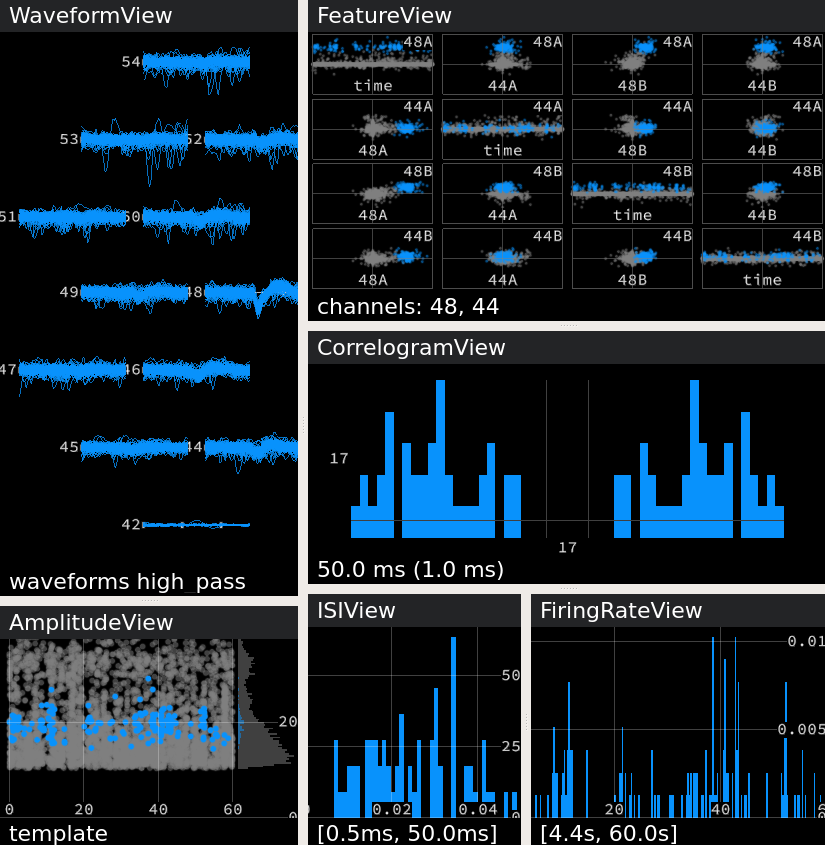 WaveformView
54
53 52
51 50
49 48
47 46
45 44
42
waveforms high_pass
AmplitudeView
20
0 20 40 60 0
template
FeatureView
48A 48A 48A 48A
time 44A 48B 44B
44A 44A 44A 44A
48A time 48B 44B
48B 48B 48B 48B
48A 44A time 44B
44B 44B 44B 44B
48A 44A 48B time
channels: 48, 44
CorrelogramView
17
17
50.0 ms (1.0 ms)
ISIView
50
25
0.02 0.04 0
[0.5ms, 50.0ms]
FiringRateView
0.01
0.005
20 40
[4.4s, 60.0s]